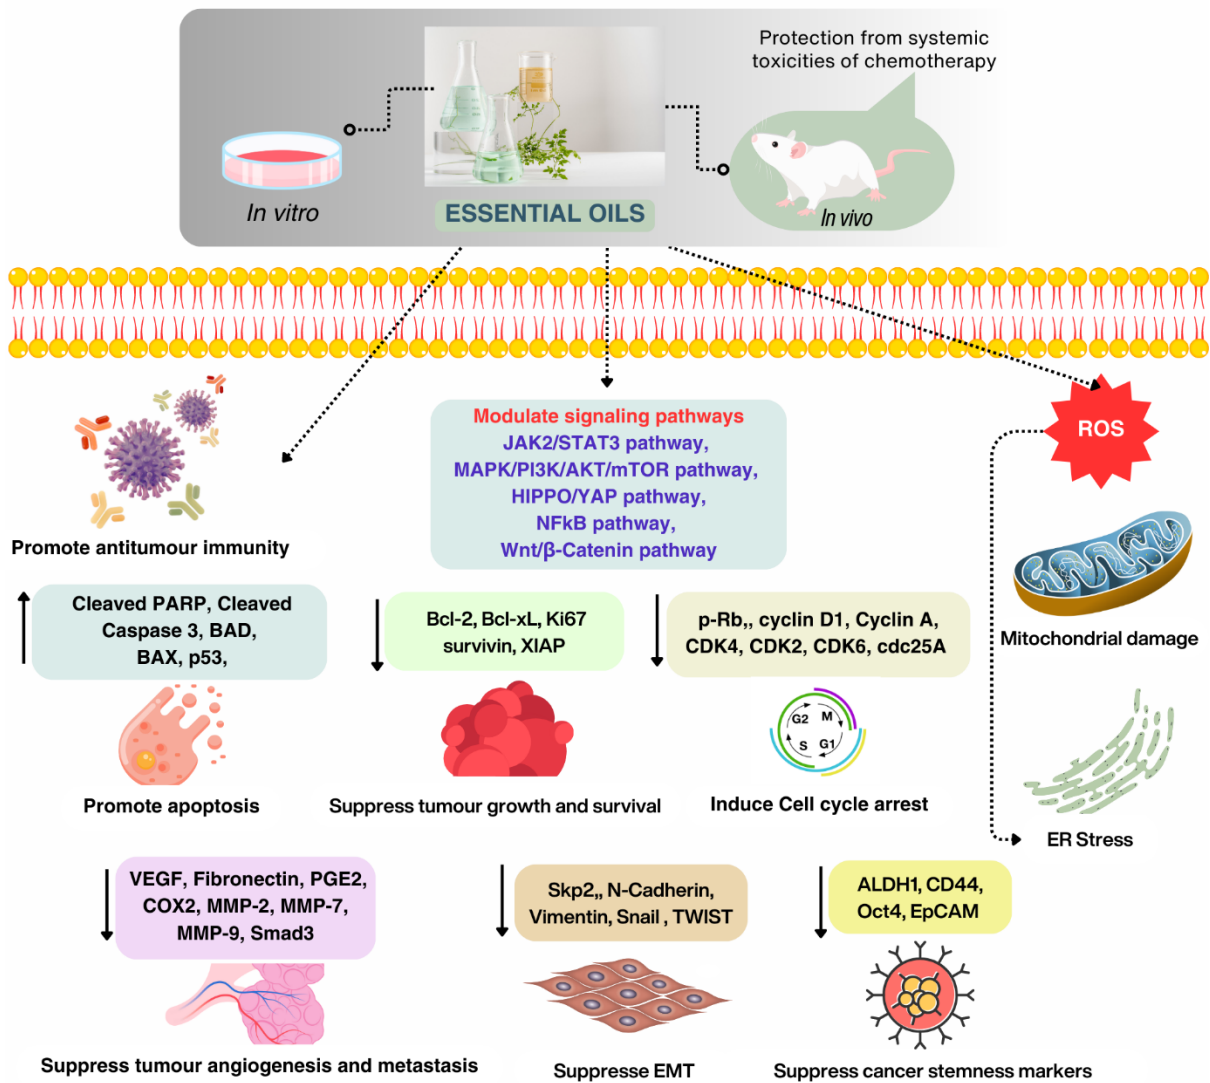 Protection from systemic
toxicities of chemotherapy
In vitro
ESSENTIAL OILS
In vivo
Modulate signaling pathways
JAK2/STAT3 pathway,
MAPK/PI3K/AKT/mTOR pathway,
HIPPO/YAP pathway,
NFkB pathway,
Wnt/β-Catenin pathway
ROS
Promote antitumour immunity
Mitochondrial damage
Cleaved PARP, Cleaved
Caspase 3, BAD,
BAX, p53,
Promote apoptosis
Bcl-2, Bcl-xL, Ki67
survivin, XIAP
Suppress tumour growth and survival
p-Rb,, cyclin D1, Cyclin A,
CDK4, CDK2, CDK6, cdc25A
G2 M
S G1
Induce Cell cycle arrest
ER Stress
VEGF, Fibronectin, PGE2,
COX2, MMP-2, MMP-7,
MMP-9, Smad3
Suppress tumour angiogenesis and metastasis
Skp2,, N-Cadherin,
Vimentin, Snail , TWIST
Suppresse EMT
ALDH1, CD44,
Oct4, EpCAM
Suppress cancer stemness markers